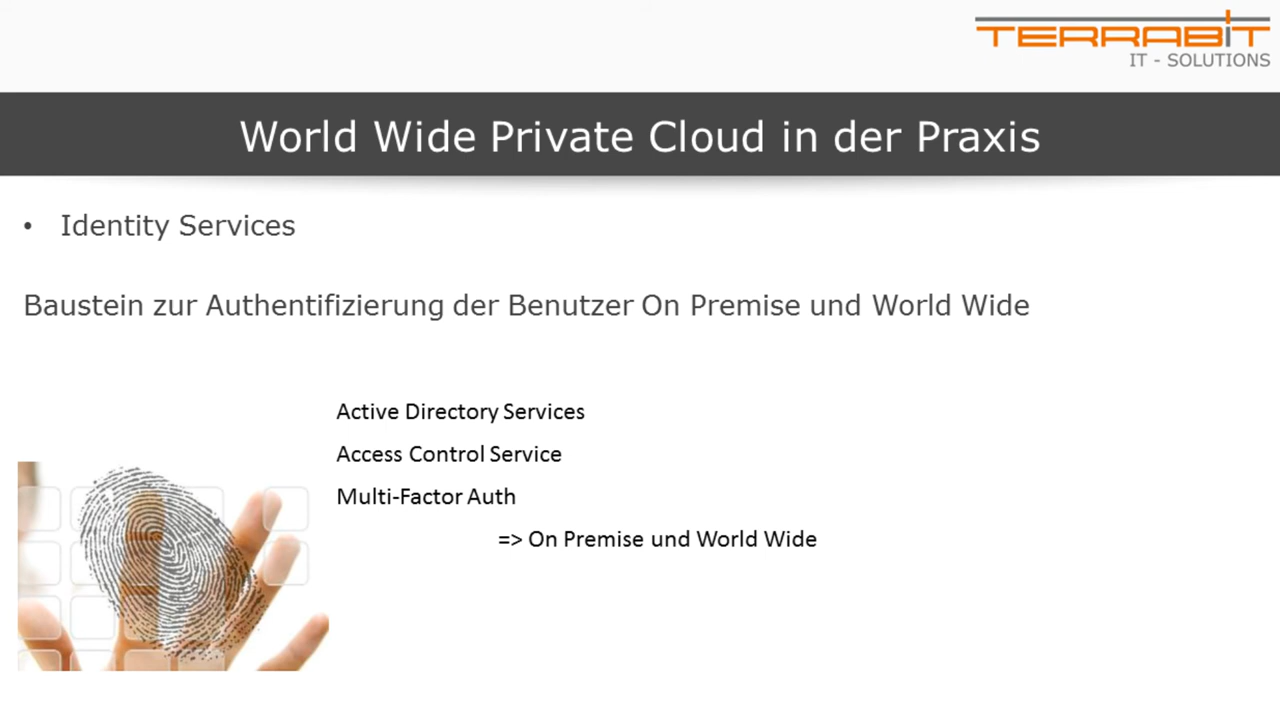 TERRABIT
IT - SOLUTIONS
World Wide Private Cloud in der Praxis
• Identity Services
Baustein zur Authentifizierung der Benutzer On Premise und World Wide
Active Directory Services
Access Control Service
Multi-Factor Auth
=> On Premise und World Wide